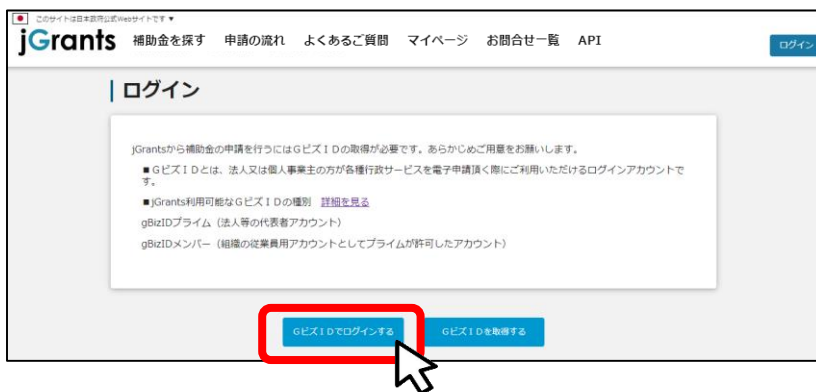 このサイトは日本政府公式Webサイトです ▼
jGrants 補助金を探す 申請の流れ よくあるご質問 マイページ お問合せ一覧 API ログイン
ログイン
jGrantsから補助金の申請を行うにはＧビズＩＤの取得が必要です。あらかじめご用意をお願いします。
■ＧビズＩＤとは、法人又は個人事業主の方が各種行政サービスを電子申請頂く際にご利用いただけるログインアカウントで
す。
■jGrants利用可能なＧビズＩＤの種別 詳細を見る
gBizIDプライム（法人等の代表者アカウント）
gBizIDメンバー（組織の従業員用アカウントとしてプライムが許可したアカウント）
GビズＩＤでログインする GビズＩＤを取得する